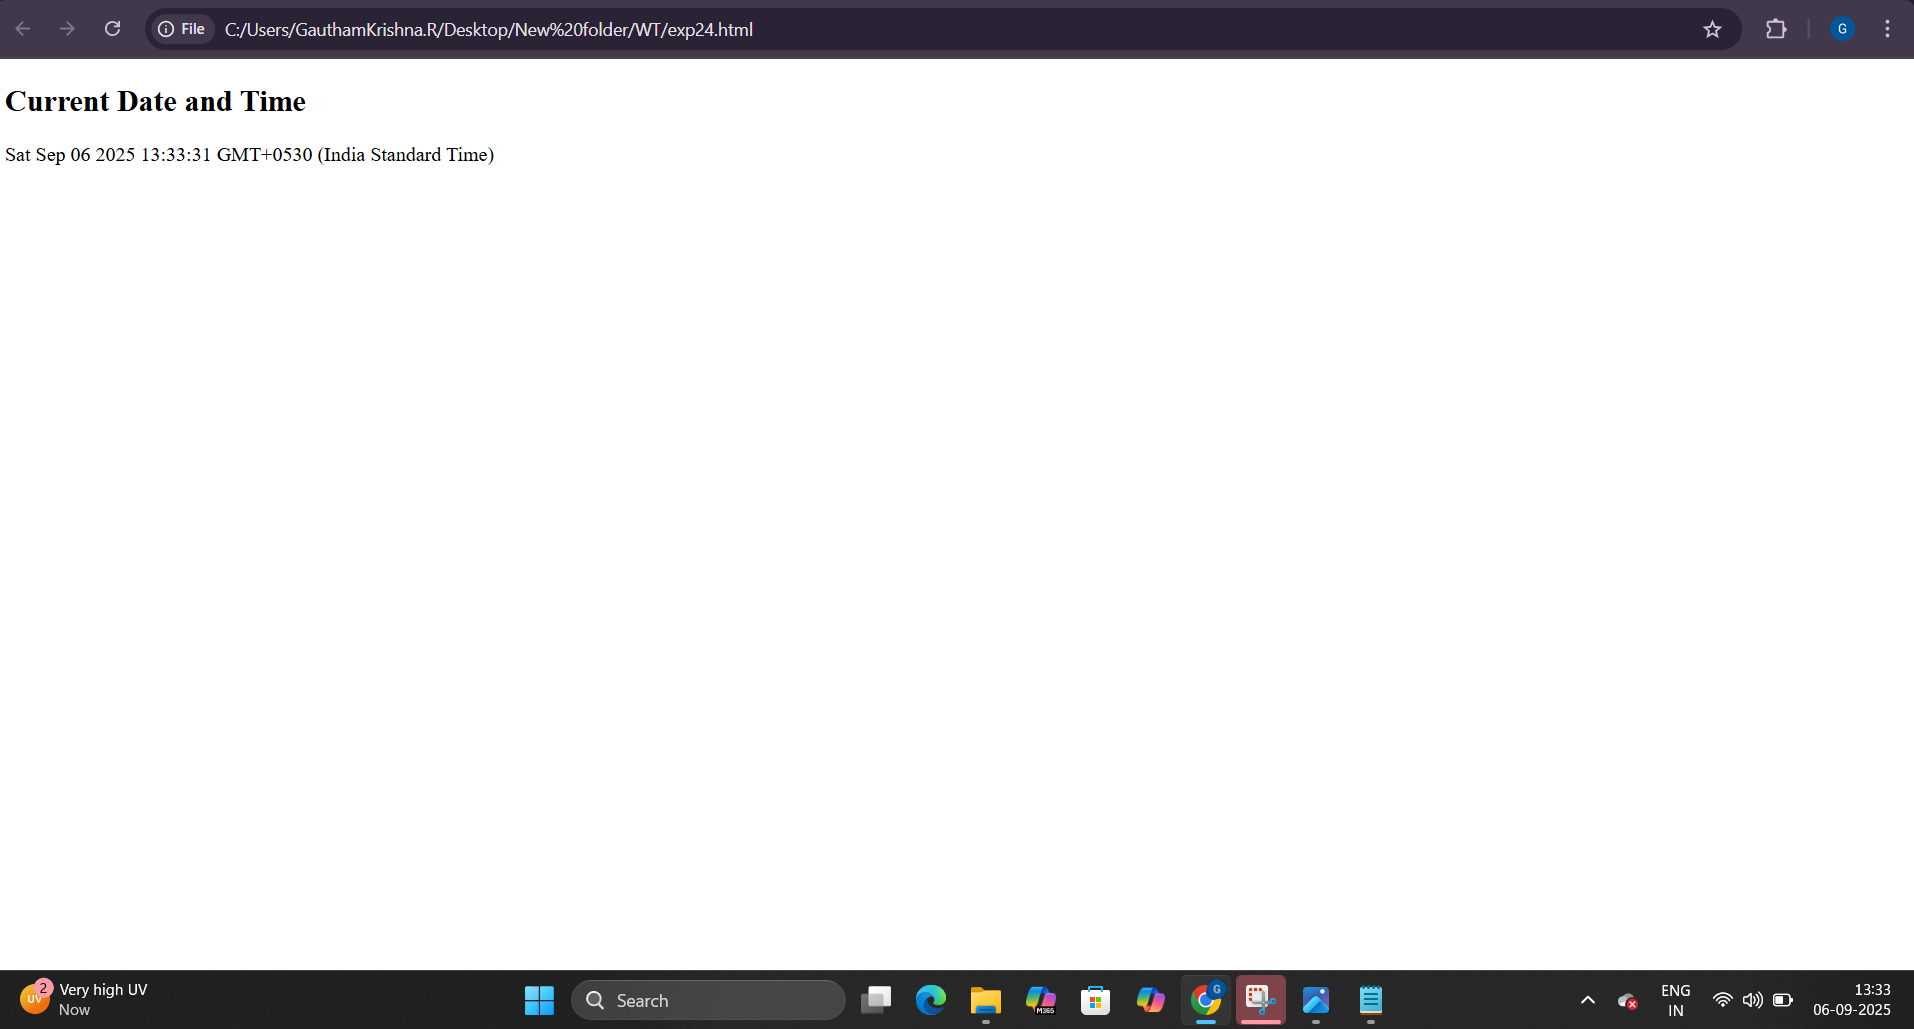 File C:/Users/GauthamKrishna.R/Desktop/New%20folder/WT/exp24.html
G
Current Date and Time
Sat Sep 06 2025 13:33:31 GMT+0530 (India Standard Time)
UV
2
Very high UV
Now
Search
M365
G
ENG
IN
13:33
06-09-2025